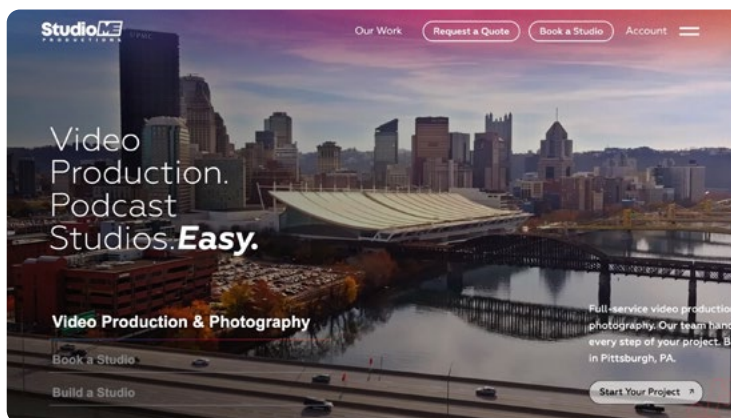 StudioME
PRODUCTIONS
Our Work
Request a Quote
Book a Studio
Account
Video
Production.
Podcast
Studios.Easy.
Video Production & Photography
Book a Studio
Build a Studio
Full-service video production
photography. Our team hand
every step of your project. B
in Pittsburgh, PA.
Start Your Project